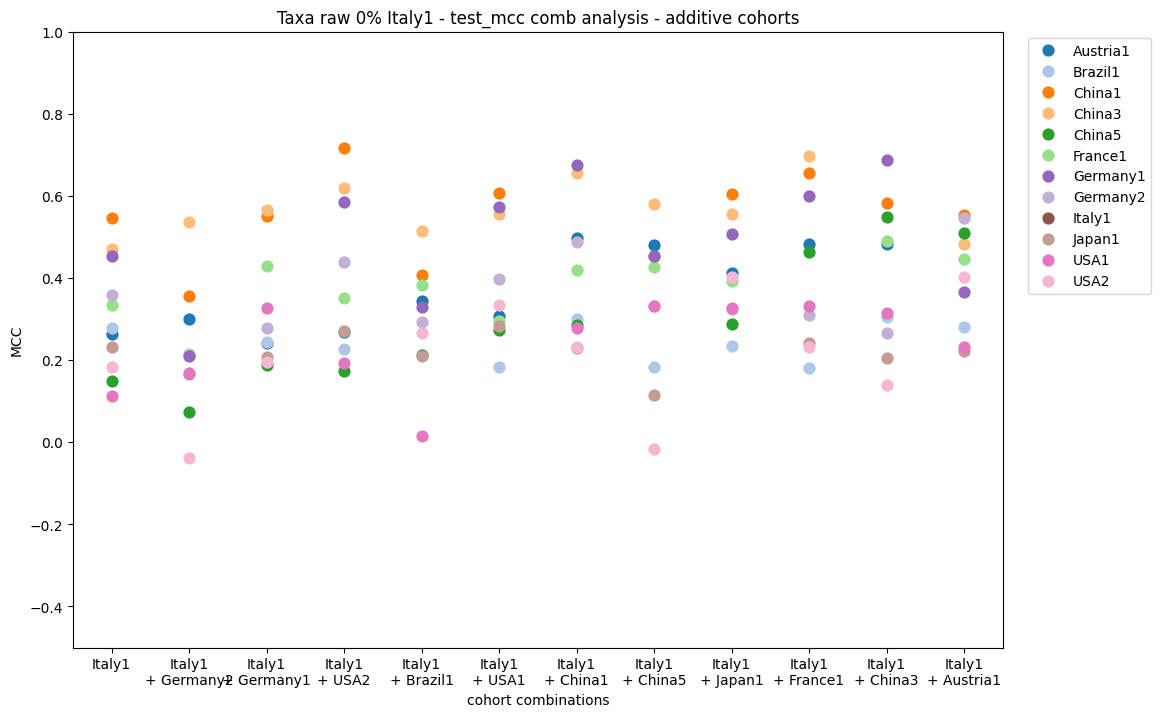 Taxa raw 0% Italy1 - test_mcc comb analysis - additive cohorts
MCC
1.0
0.8
0.6
0.4
0.2
0.0
−0.2
−0.4
Italy1
+ Germany2
Italy1
+ Germany1
Italy1
+ USA2
Italy1
+ Brazil1
Italy1
+ USA1
Italy1
+ China1
Italy1
+ China5
Italy1
+ Japan1
Italy1
+ France1
Italy1
+ China3
Italy1
+ Austria1
Italy1
cohort combinations
Austria1
Brazil1
China1
China3
China5
France1
Germany1
Germany2
Italy1
Japan1
USA1
USA2